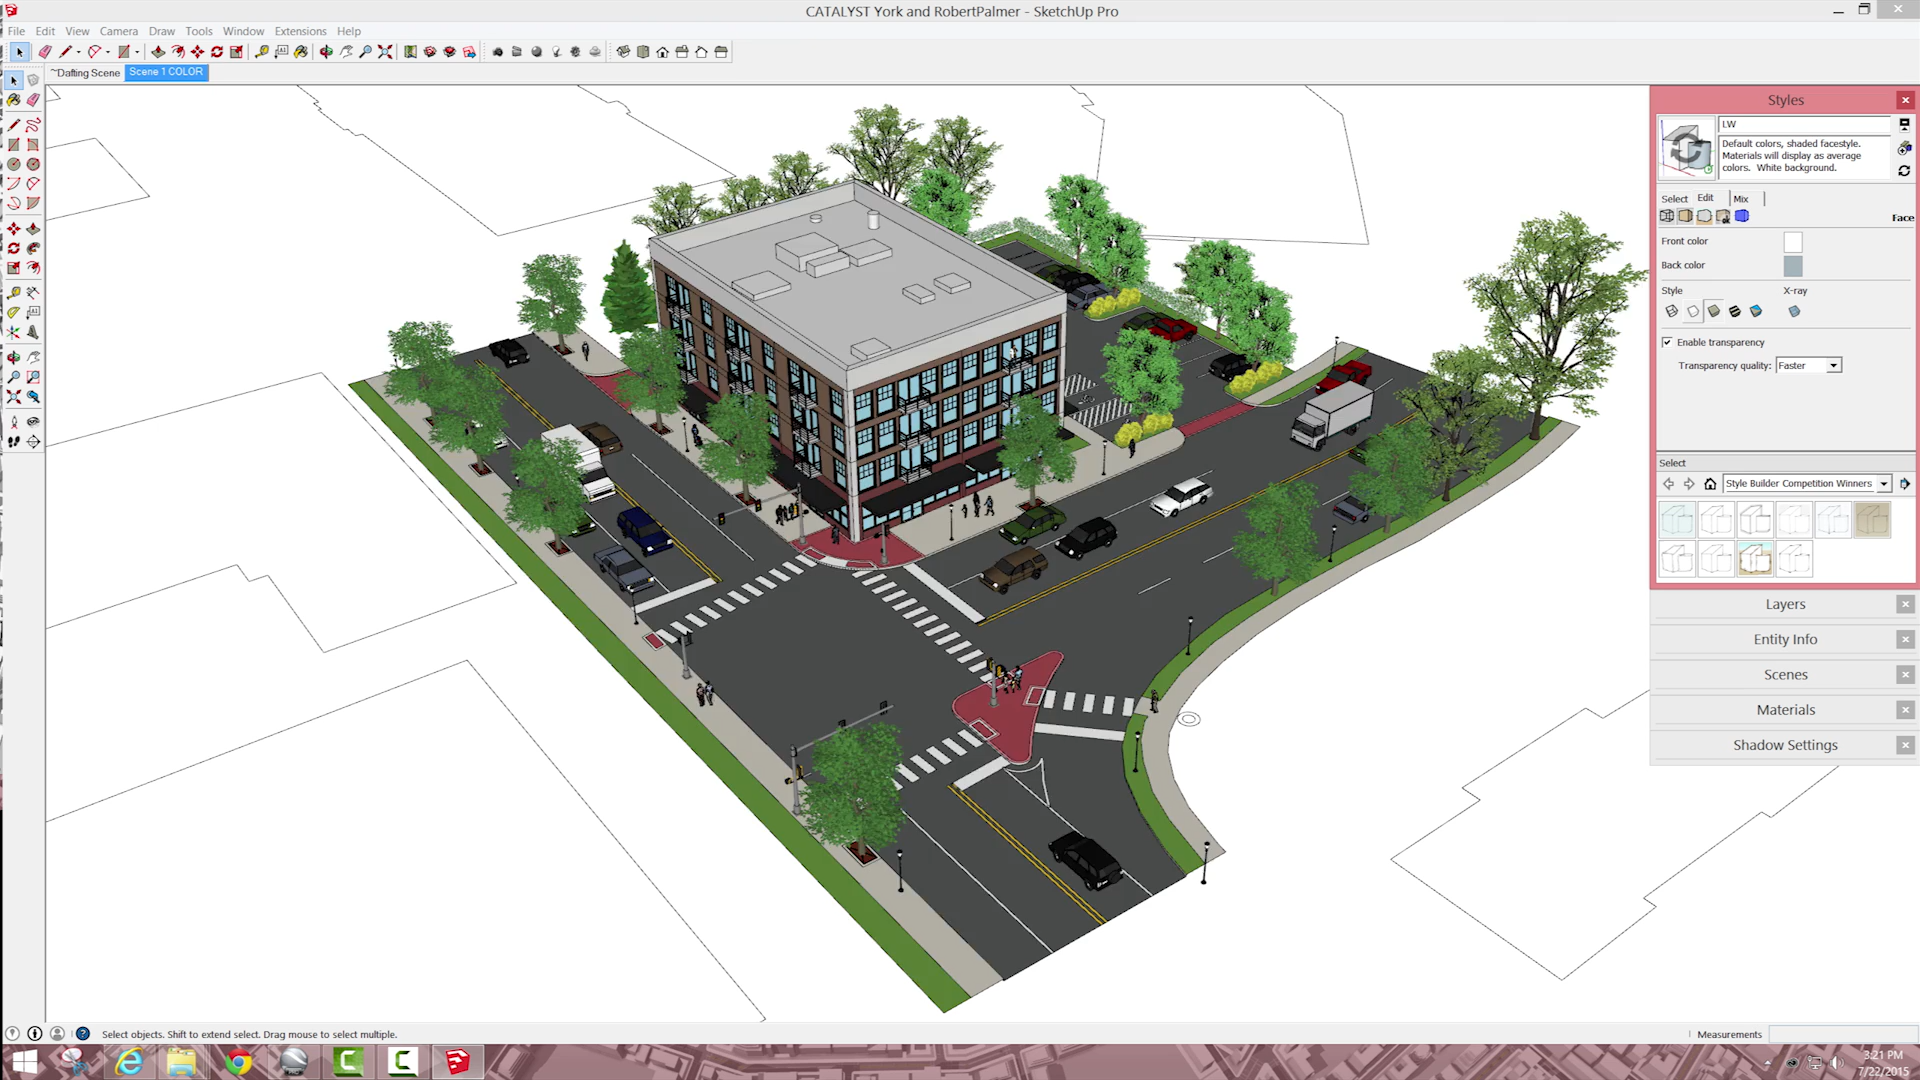 CATALYST York and RobertPalmer - SketchUp Pro
File Edit View Camera Draw Tools Window Extensions Help
~Dafting Scene Scene 1 COLOR
Styles
LW
Default colors, shaded facestyle.
Materials will display as average
colors. White background.
Select Edit Mix
Face
Front color
Back color
Style X-ray
Enable transparency
Transparency quality: Faster
Select
Style Builder Competition Winners
Layers
Entity Info
Scenes
Materials
Shadow Settings
Select objects. Shift to extend select. Drag mouse to select multiple.
Measurements
3:21 PM
7/22/2015